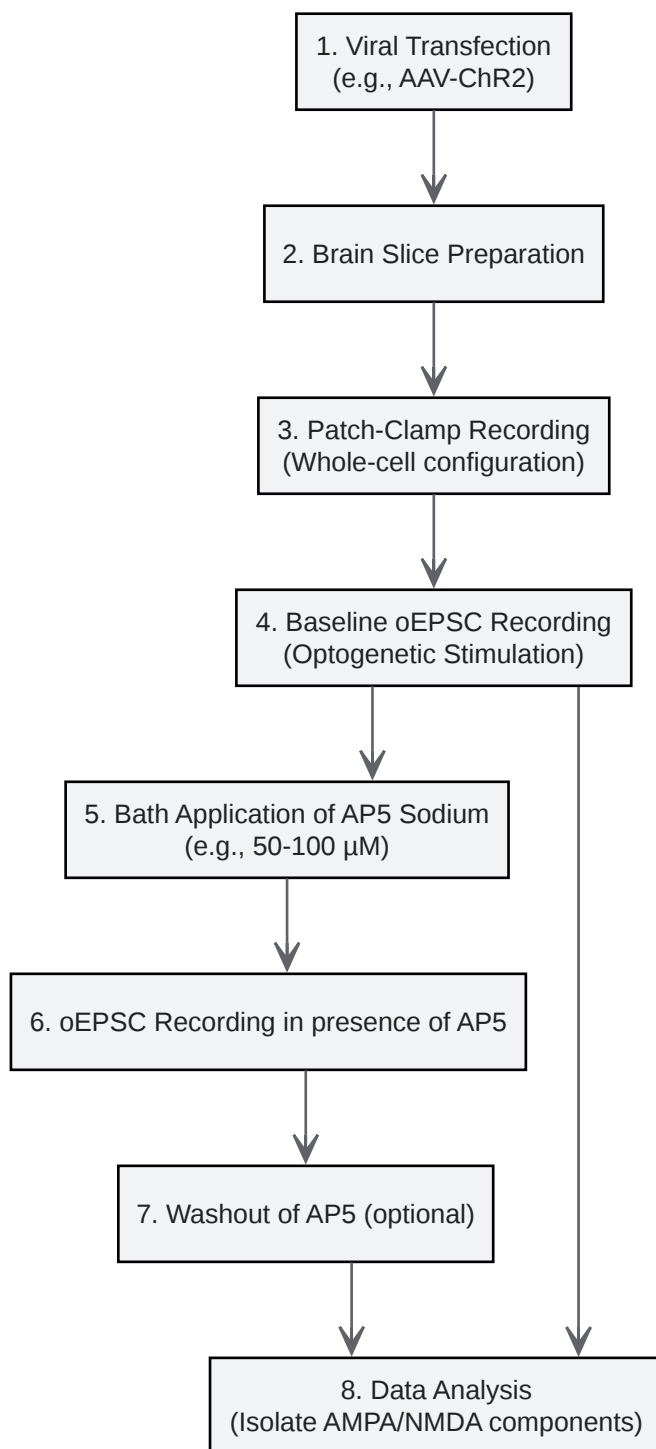 1. Viral Transfection
(e.g., AAV-ChR2)
2. Brain Slice Preparation
3. Patch-Clamp Recording
(Whole-cell configuration)
4. Baseline oEPSC Recording
(Optogenetic Stimulation)
5. Bath Application of AP5 Sodium
(e.g., 50-100 µM)
6. oEPSC Recording in presence of AP5
7. Washout of AP5 (optional)
8. Data Analysis
(Isolate AMPA/NMDA components)